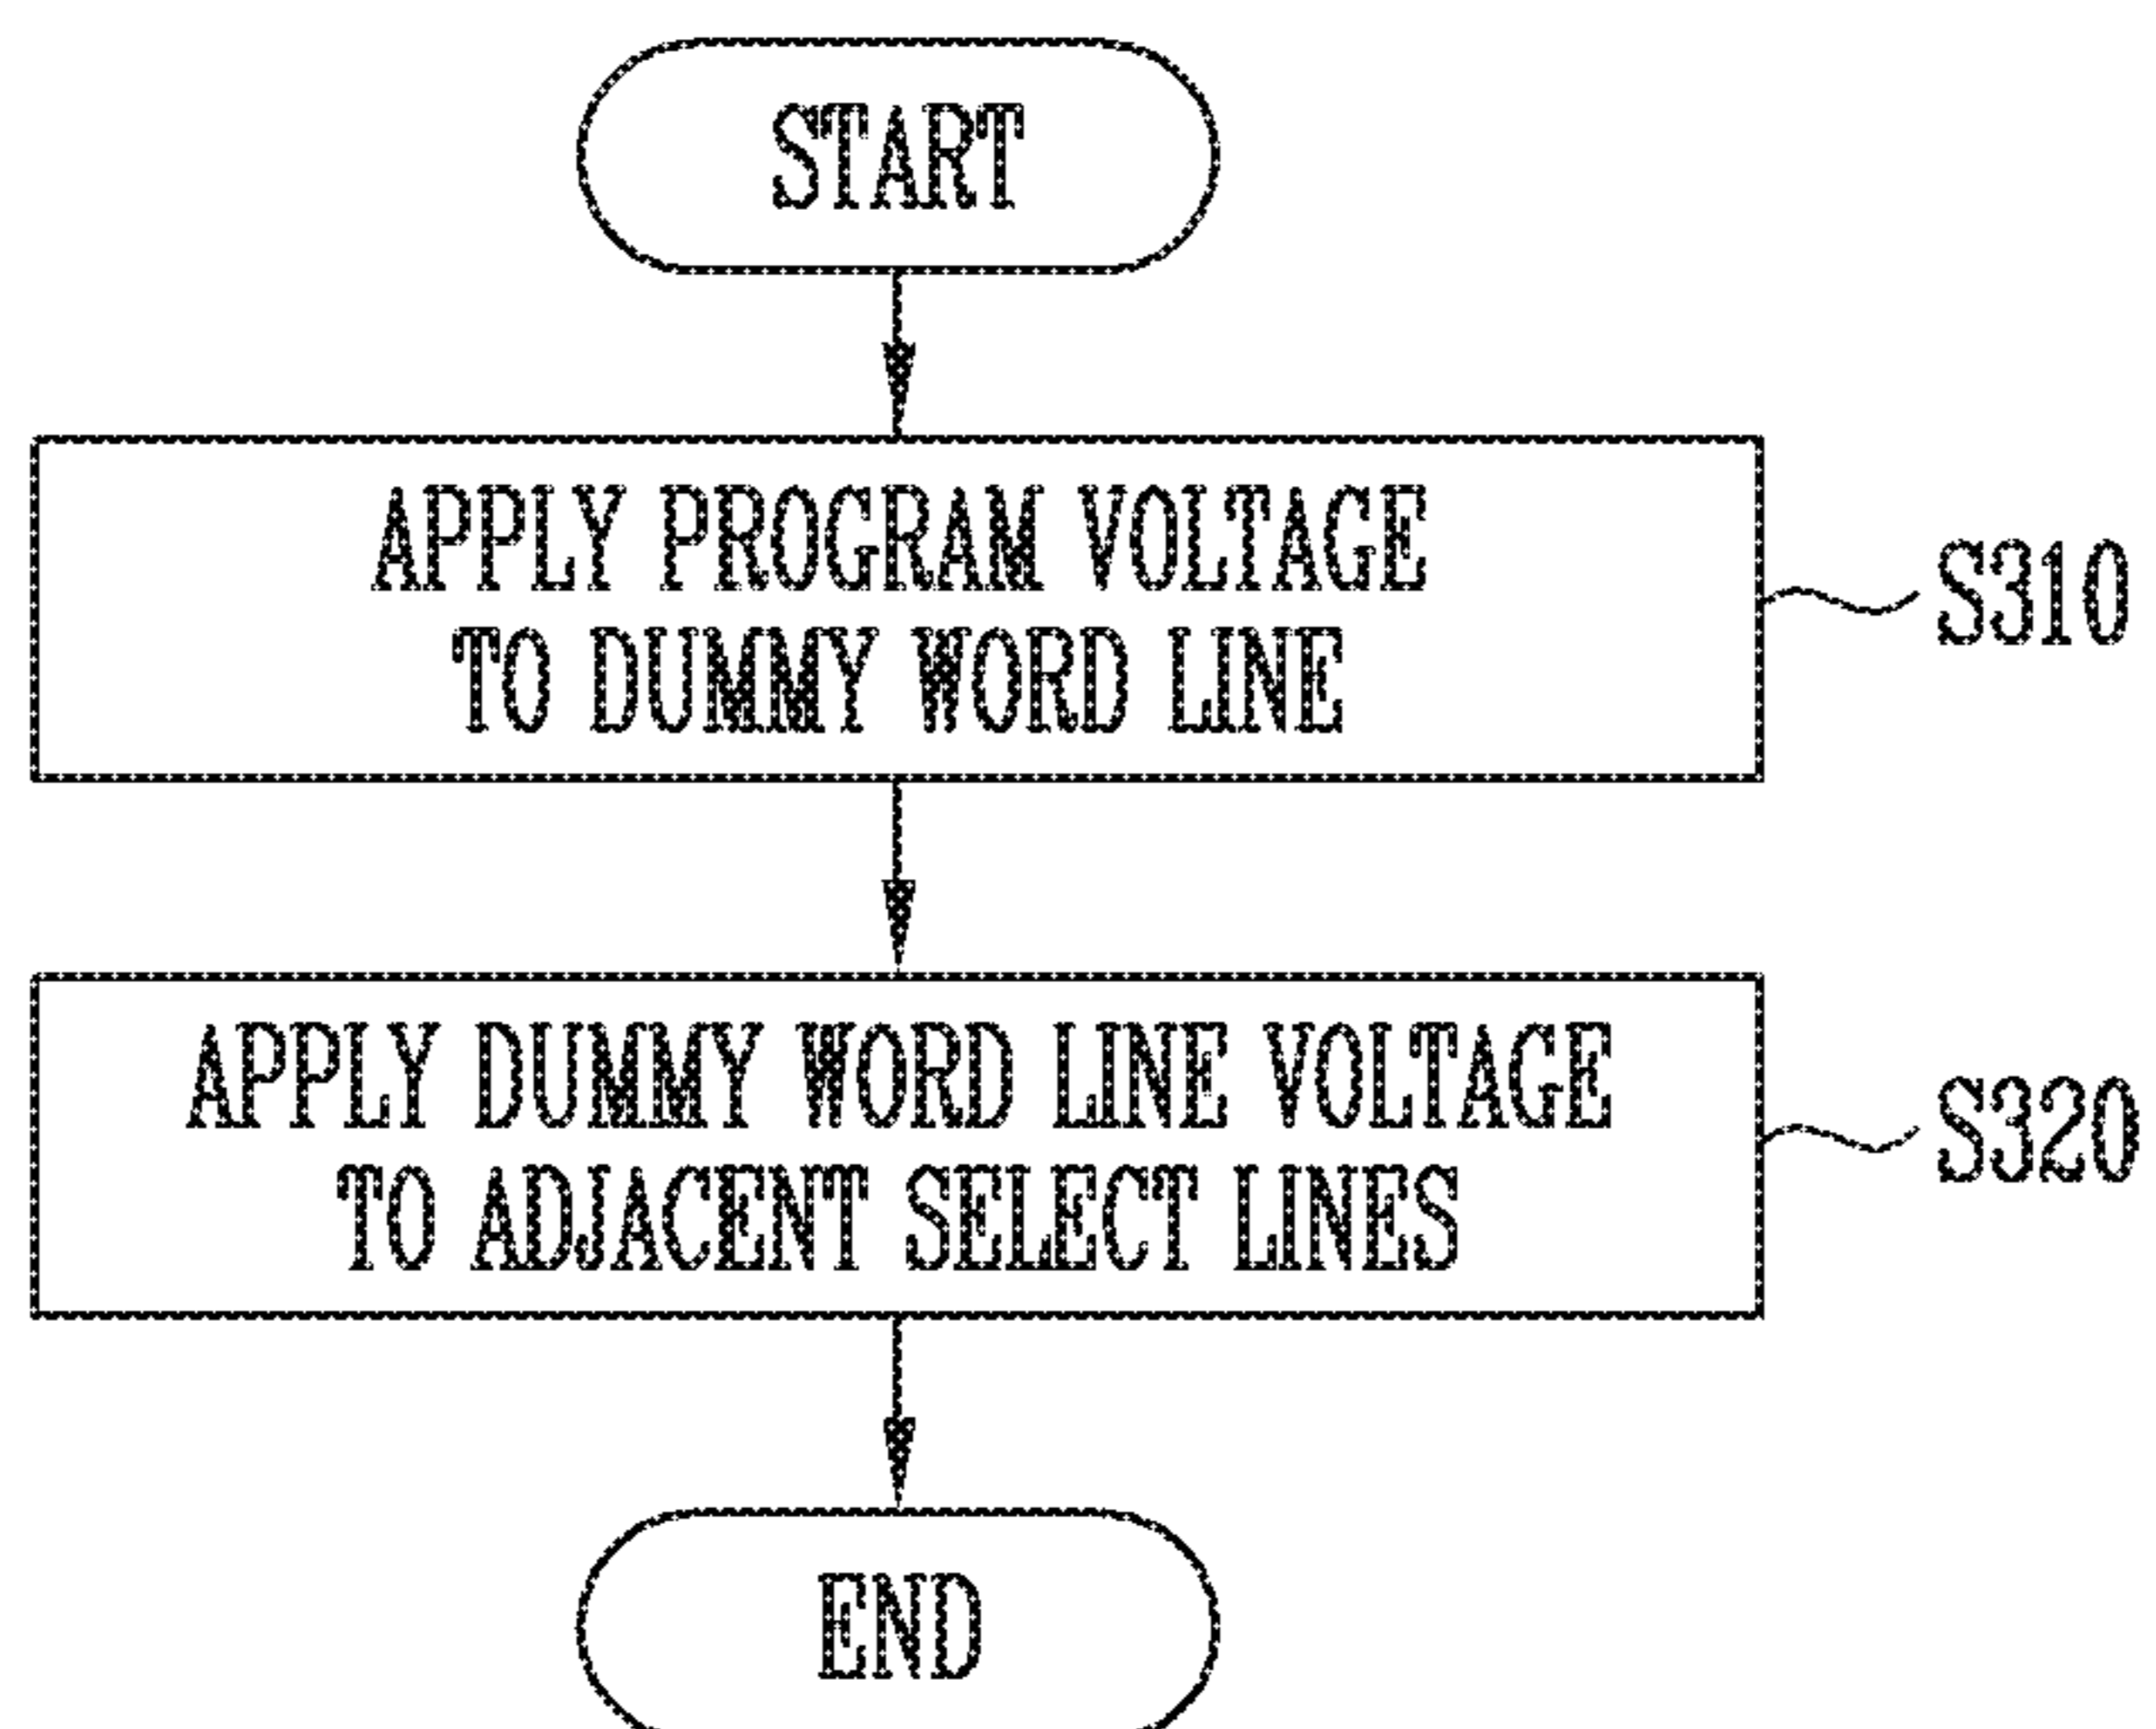 START
APPLY PROGRAM VOLTAGE
TO DUMMY WORD LINE
S310
APPLY DUMMY WORD LINE VOLTAGE
TO ADJACENT SELECT LINES
S320
END